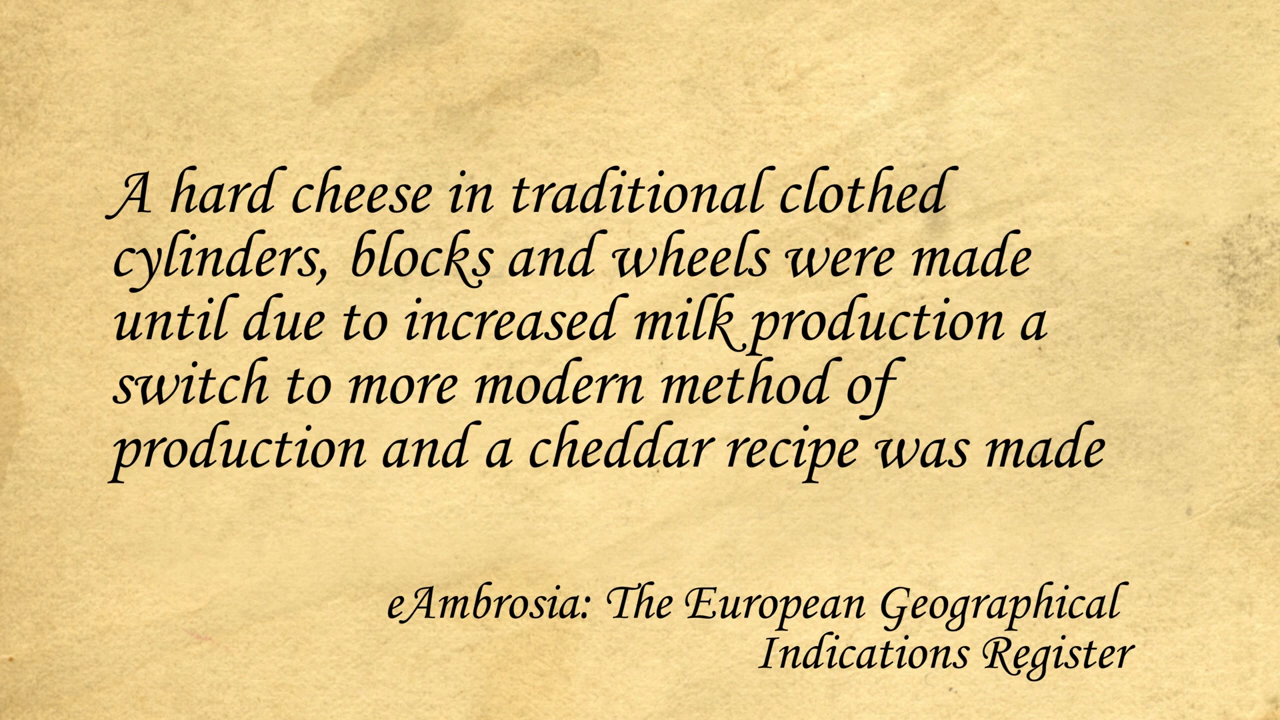 A hard cheese in traditional clothed
cylinders, blocks and wheels were made
until due to increased milk production a
switch to more modern method of
production and a cheddar recipe was made
eAmbrosia: The European Geographical
Indications Register